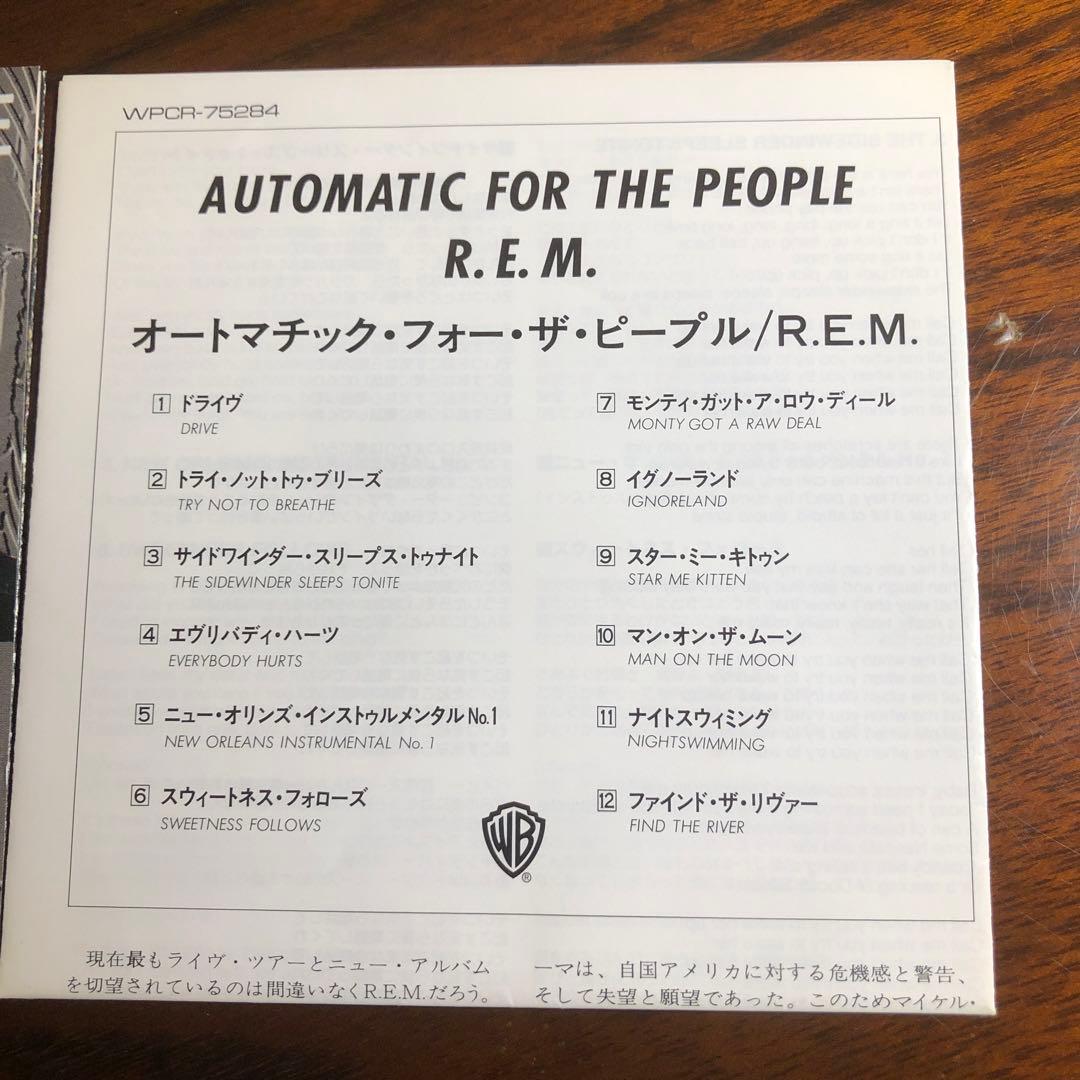 WPCR-75284
AUTOMATIC FOR THE PEOPLE
R.E.M.
オートマチック・フォー・ザ・ピープル/R.E.M.
1 ドライヴ
DRIVE
2 トライ・ノット・トゥ・ブリーズ
TRY NOT TO BREATHE
3 サイドワインダー・スリープス・トゥナイト
THE SIDEWINDER SLEEPS TONITE
4 エヴリバディ・ハーツ
EVERYBODY HURTS
5 ニュー・オリンズ・インストゥルメンタルNo.1
NEW ORLEANS INSTRUMENTAL No.1
6 スウィートネス・フォローズ
SWEETNESS FOLLOWS
7 モンティ・ガット・ア・ロウ・ディール
MONTY GOT A RAW DEAL
8 イグノーランド
IGNORELAND
9 スター・ミー・キトゥン
STAR ME KITTEN
10 マン・オン・ザ・ムーン
MAN ON THE MOON
11 ナイトスウィミング
NIGHTSWIMMING
12 ファインド・ザ・リヴァー
FIND THE RIVER
WB®
現在最もライヴ・ツアーとニュー・アルバム
を切望されているのは間違いなくR.E.M.だろう。
ーマは、自国アメリカに対する危機感と警告、
そして失望と願望であった。このためマイケル・